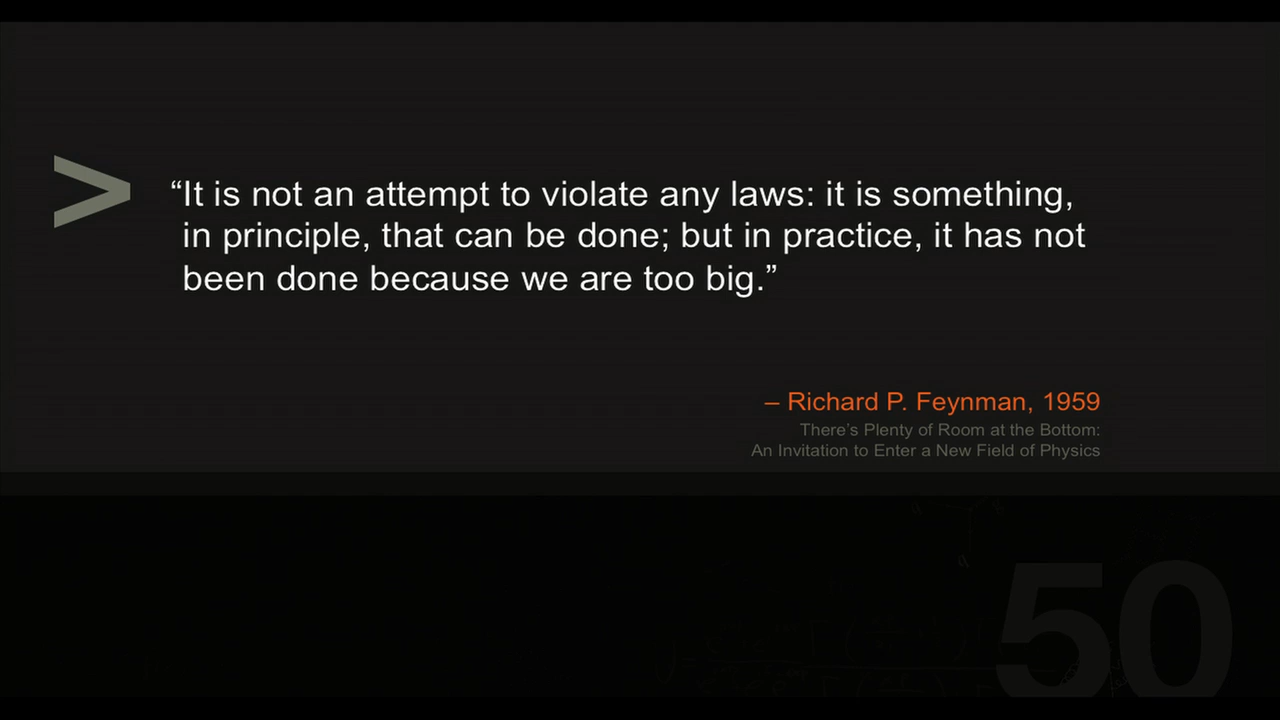 >
“It is not an attempt to violate any laws: it is something,
in principle, that can be done; but in practice, it has not
been done because we are too big.”
– Richard P. Feynman, 1959
There’s Plenty of Room at the Bottom:
An Invitation to Enter a New Field of Physics
50